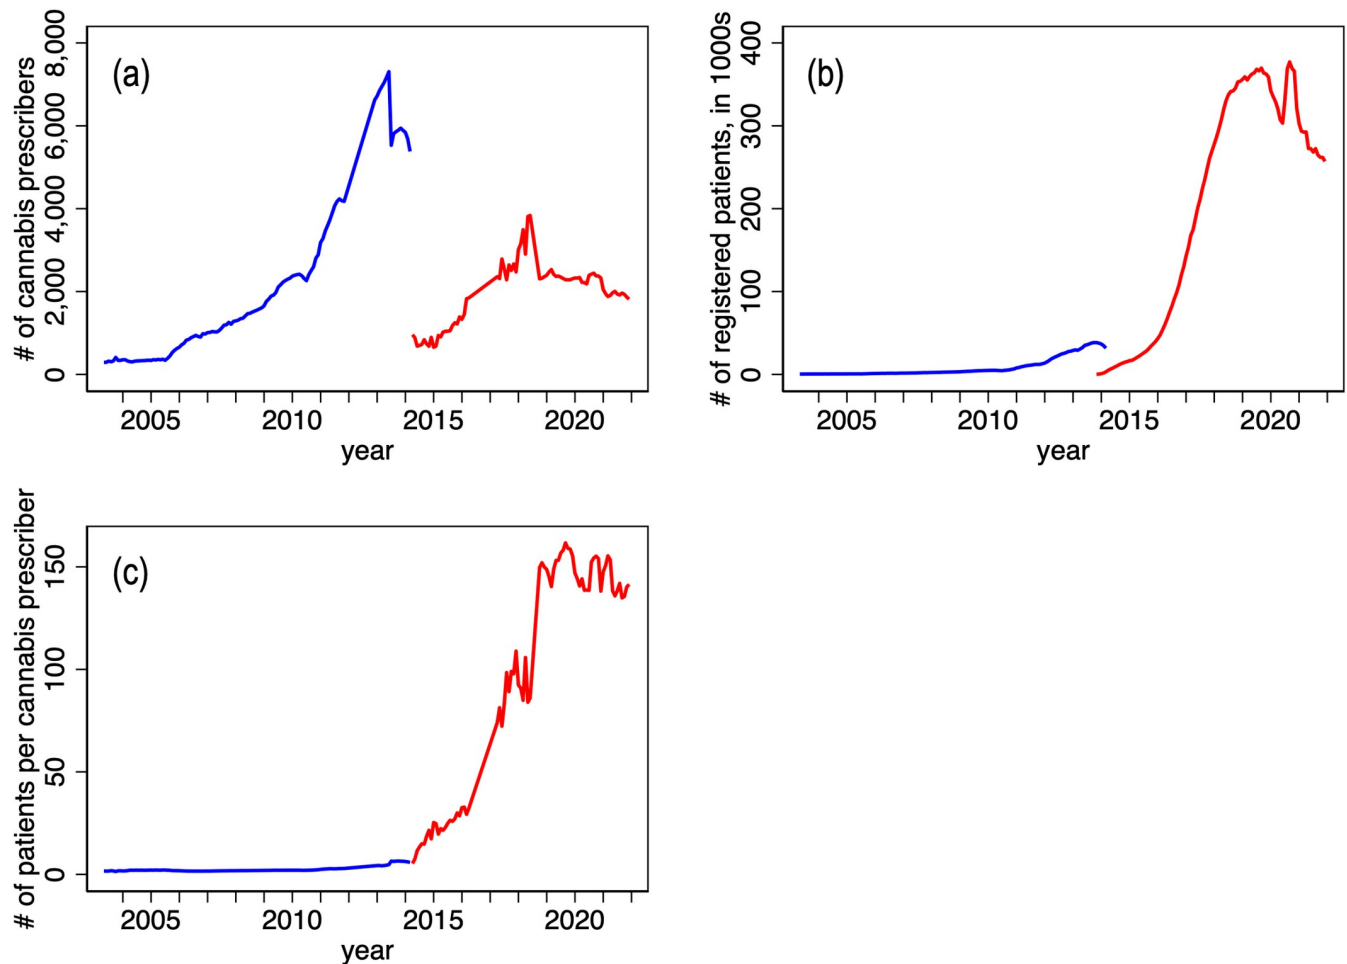 # of cannabis prescribers
8,000
6,000
4,000
2,000
0
(a)
2005 2010 2015 2020
year
# of registered patients, in 1000s
400
300
200
100
0
(b)
2005 2010 2015 2020
year
# of patients per cannabis prescriber
150
100
50
0
(c)
2005 2010 2015 2020
year